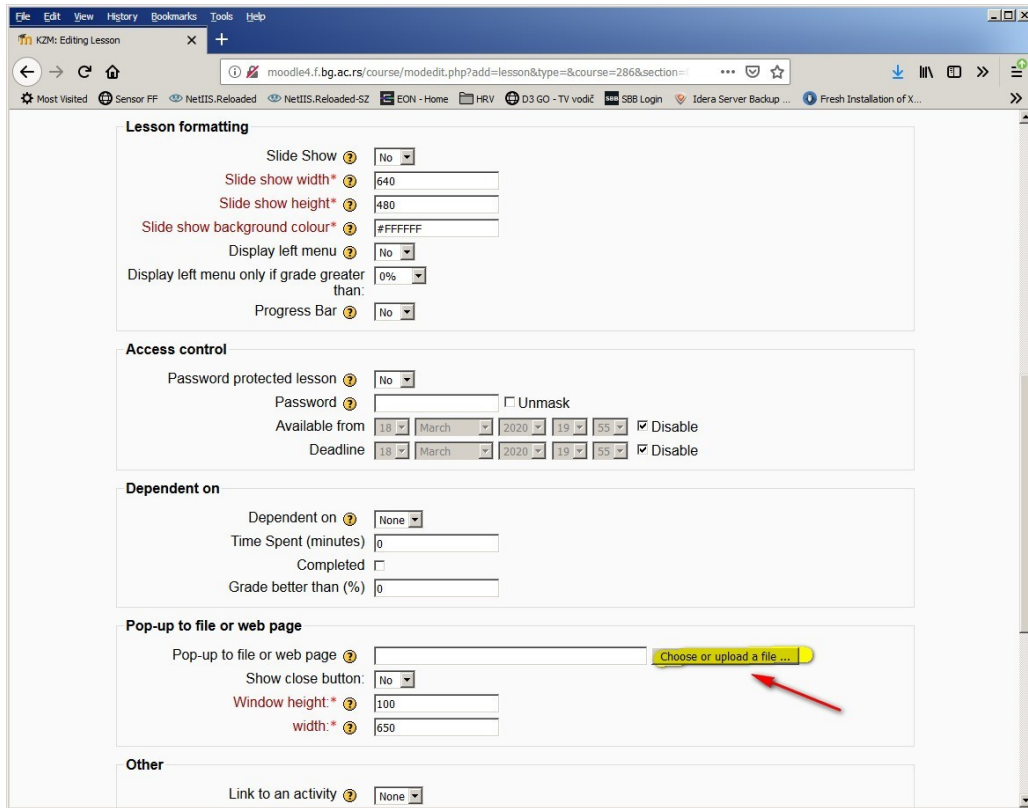 File Edit View History Bookmarks Tools Help
KZM: Editing Lesson
moodle4.f.bg.ac.rs/course/modedit.php?add=lesson&type=&course=286&section=
Most Visited Sensor FF NetIIS.Reloaded NetIIS.Reloaded-SZ EON - Home HRV D3 GO - TV vodič SBB SBB Login Idera Server Backup ... Fresh Installation of X...
Lesson formatting
Slide Show No
Slide show width* 640
Slide show height* 480
Slide show background colour* #FFFFFF
Display left menu No
Display left menu only if grade greater 0%
than:
Progress Bar No
Access control
Password protected lesson No
Password Unmask
Available from 18 March 2020 19 55 Disable
Deadline 18 March 2020 19 55 Disable
Dependent on
Dependent on None
Time Spent (minutes) 0
Completed
Grade better than (%) 0
Pop-up to file or web page
Pop-up to file or web page Choose or upload a file ...
Show close button: No
Window height:* 100
width:* 650
Other
Link to an activity None